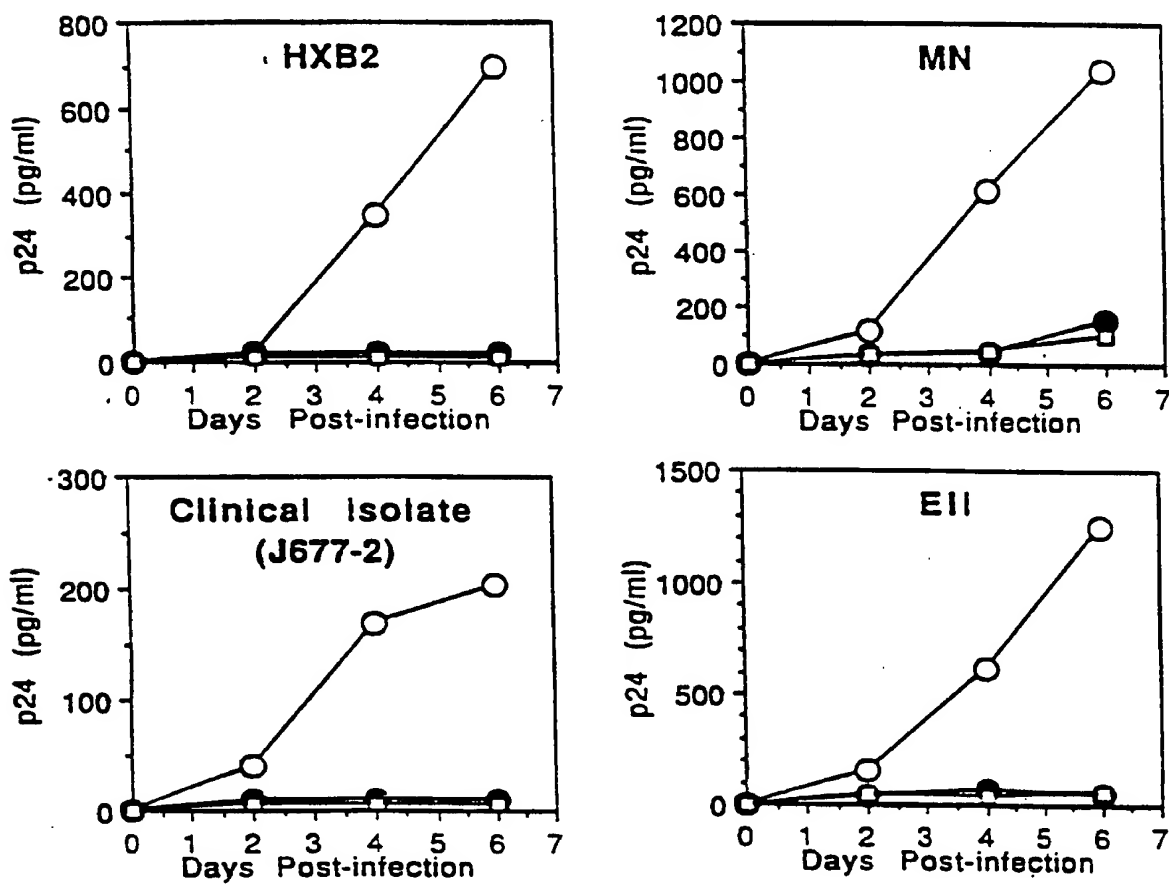 HXB2
p24 (pg/ml)
800
600
400
200
0
0 1 2 3 4 5 6 7
Days Post-infection
MN
p24 (pg/ml)
1200
1000
800
600
400
200
0
0 1 2 3 4 5 6 7
Days Post-infection
Clinical Isolate
(J677-2)
p24 (pg/ml)
300
200
100
0
0 1 2 3 4 5 6 7
Days Post-infection
Ell
p24 (pg/ml)
1500
1000
500
0
0 1 2 3 4 5 6 7
Days Post-infection